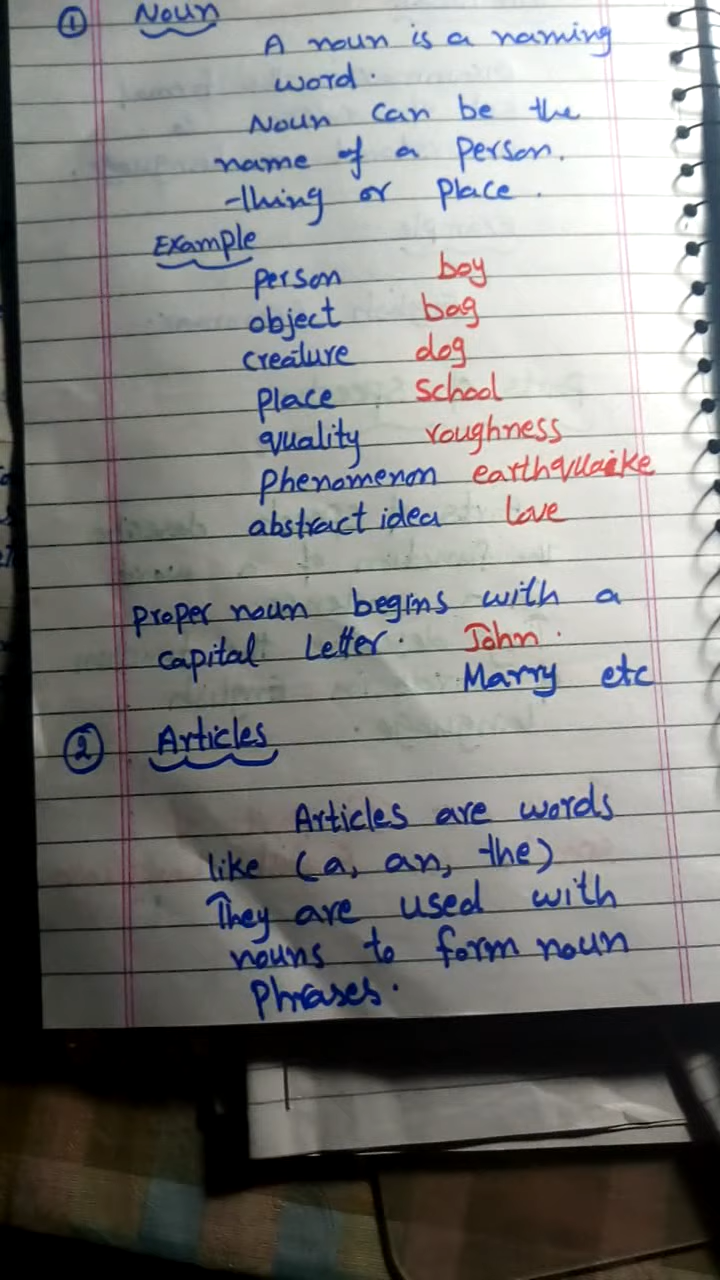 ① Noun
A noun is a naming
word.
Noun can be the
name of a person.
thing or place.
Example
person boy
object bag
creature dog
place school
quality roughness
phenomenon earthquaike
abstract idea love
proper noun begins with a
capital letter. John.
Marry etc
② Articles
Articles are words
like (a, an, the)
They are used with
nouns to form noun
phrases.